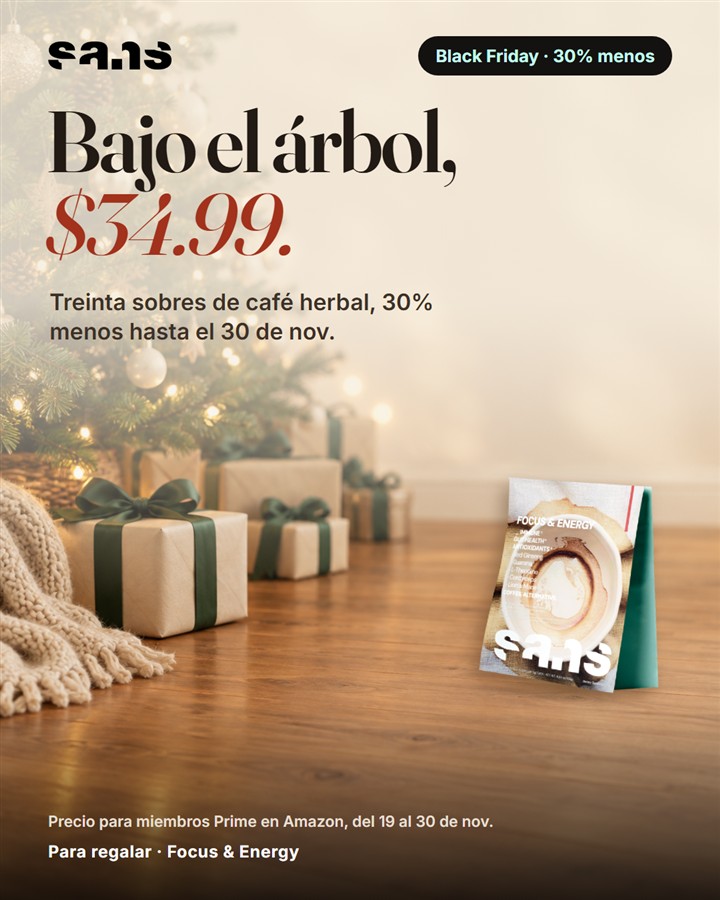 sans
Black Friday · 30% menos
Bajo el árbol,
$34.99.
Treinta sobres de café herbal, 30%
menos hasta el 30 de nov.
FOCUS & ENERGY
ANTIOXIDANTS*
sans
Precio para miembros Prime en Amazon, del 19 al 30 de nov.
Para regalar · Focus & Energy